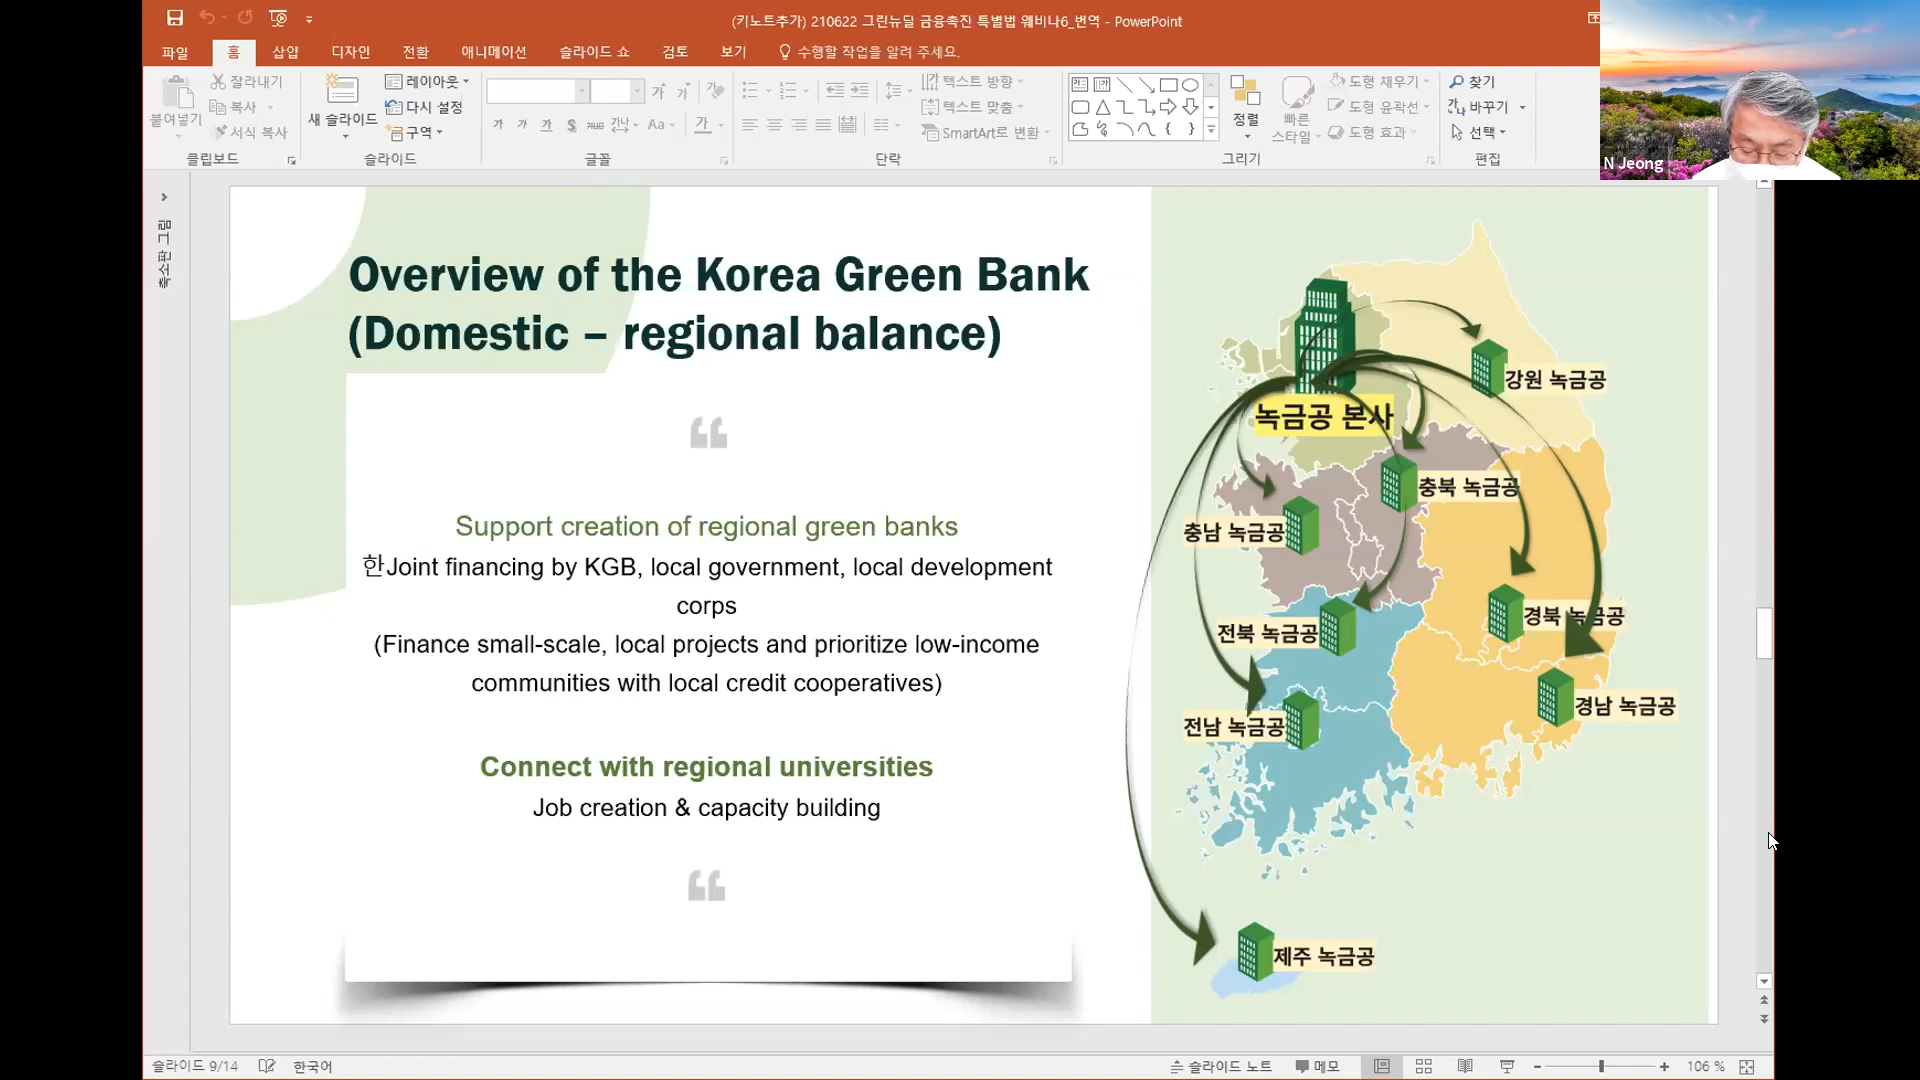 (키노트추가) 210622 그린뉴딜 금융촉진 특별법 웨비나6_번역 - PowerPoint
파일 홈 삽입 디자인 전환 애니메이션 슬라이드 쇼 검토 보기 수행할 작업을 알려 주세요.
붙여넣기
잘라내기
복사
서식 복사
클립보드
새 슬라이드
레이아웃
다시 설정
구역
슬라이드
글꼴
텍스트 방향
텍스트 맞춤
SmartArt로 변환
단락
정렬
빠른
스타일
도형 채우기
도형 윤곽선
도형 효과
그리기
찾기
바꾸기
선택
편집
N Jeong
축소판 그림
Overview of the Korea Green Bank
(Domestic – regional balance)
Support creation of regional green banks
한Joint financing by KGB, local government, local development
corps
(Finance small-scale, local projects and prioritize low-income
communities with local credit cooperatives)
Connect with regional universities
Job creation & capacity building
녹금공 본사
강원 녹금공
충북 녹금공
충남 녹금공
경북 녹금공
전북 녹금공
경남 녹금공
전남 녹금공
제주 녹금공
슬라이드 9/14 한국어 슬라이드 노트 메모 106 %